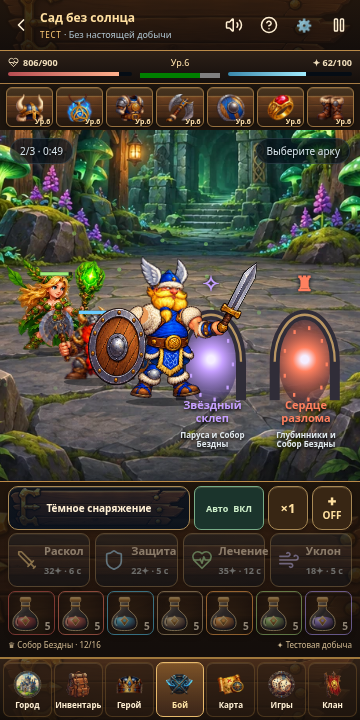 Сад без солнца
ТЕСТ · Без настоящей добычи
806/900
Ур.6
✦ 62/100
Ур.6
Ур.6
Ур.6
Ур.6
Ур.6
Ур.6
Ур.6
2/3 · 0:49
Выберите арку
Звёздный склеп
Паруса и Собор Бездны
Сердце разлома
Глубинники и Собор Бездны
Тёмное снаряжение
Авто ВКЛ
×1
+ OFF
Раскол
32✦ · 6 с
Защита
22✦ · 5 с
Лечение
35✦ · 12 с
Уклон
18✦ · 5 с
5
5
5
5
5
5
5
♛ Собор Бездны · 12/16
✦ Тестовая добыча
Город
Инвентарь
Герой
Бой
Карта
Игры
Клан